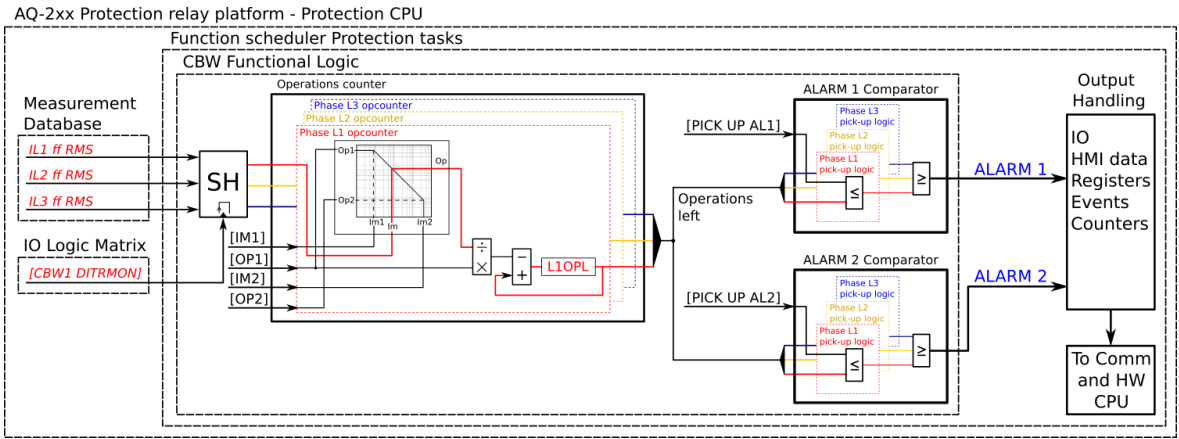 AQ-2xx Protection relay platform - Protection CPU
Function scheduler Protection tasks
CBW Functional Logic
Measurement
Database
IL1 ff RMS
IL2 ff RMS
IL3 ff RMS
IO Logic Matrix
[CBW1 DITRMON]
SH
Operations counter
Phase L3 opcounter
Phase L2 opcounter
Phase L1 opcounter
Op1
Op2
Op
Im1
Im
Im2
[IM1]
[OP1]
[IM2]
[OP2]
÷
×
-
+
L1OPL
Operations
left
ALARM 1 Comparator
[PICK UP AL1]
Phase L3
pick-up logic
Phase L2
pick-up logic
Phase L1
pick-up logic
≤
≥
ALARM 1
ALARM 2 Comparator
[PICK UP AL2]
Phase L3
pick-up logic
Phase L2
pick-up logic
Phase L1
pick-up logic
≤
≥
ALARM 2
Output
Handling
IO
HMI data
Registers
Events
Counters
To Comm
and HW
CPU